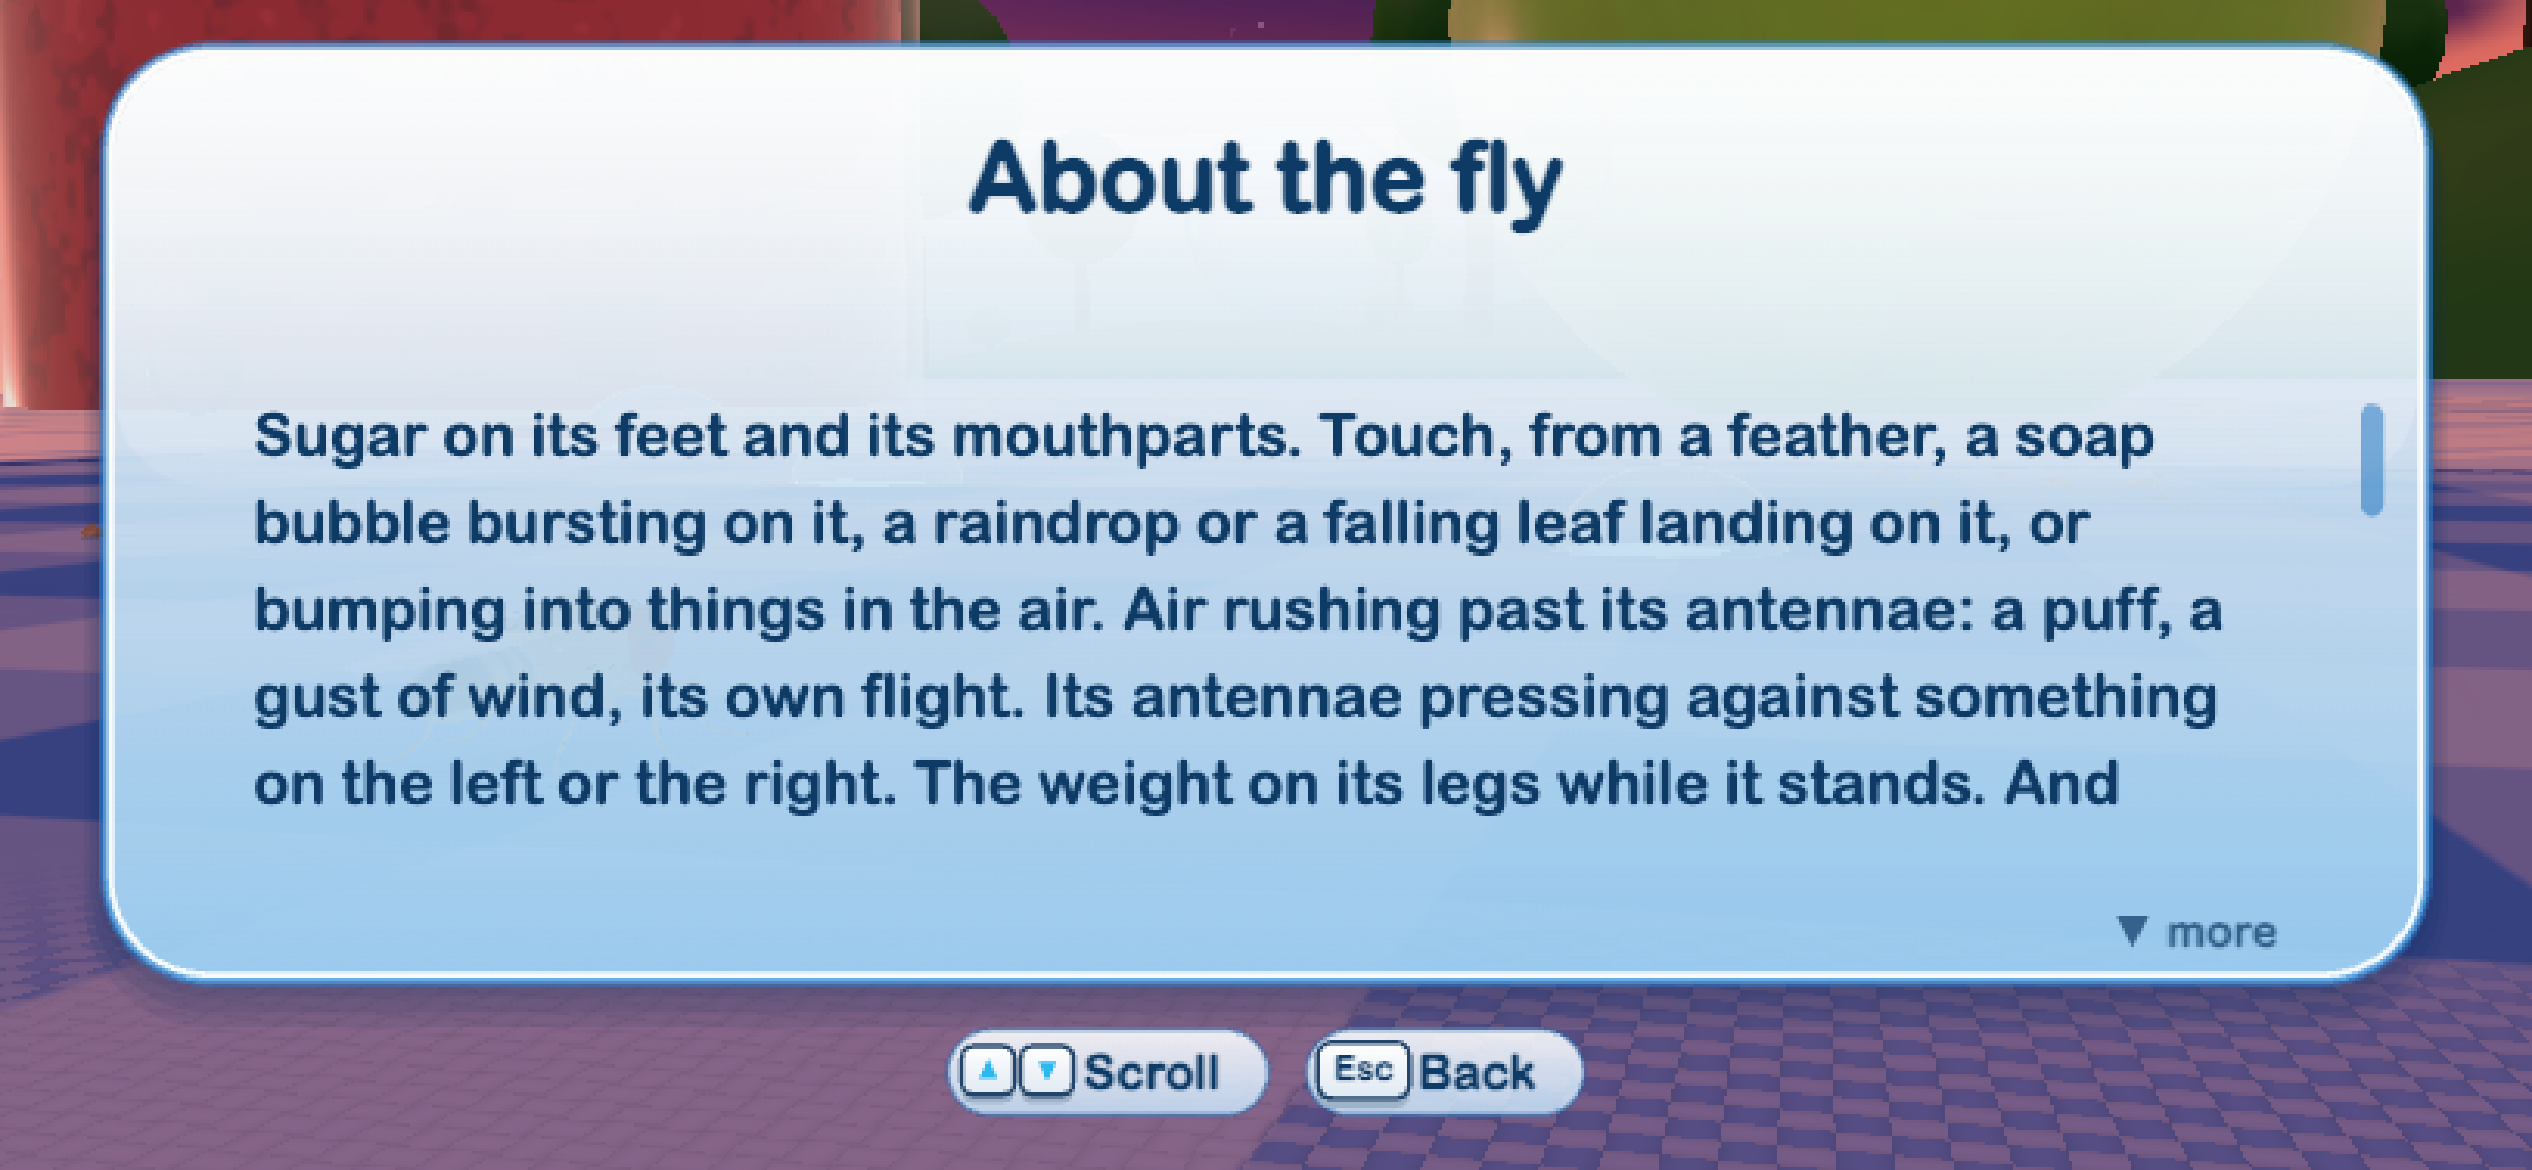 About the fly
Sugar on its feet and its mouthparts. Touch, from a feather, a soap
bubble bursting on it, a raindrop or a falling leaf landing on it, or
bumping into things in the air. Air rushing past its antennae: a puff, a
gust of wind, its own flight. Its antennae pressing against something
on the left or the right. The weight on its legs while it stands. And
▼ more
▲ ▼ Scroll
Esc Back